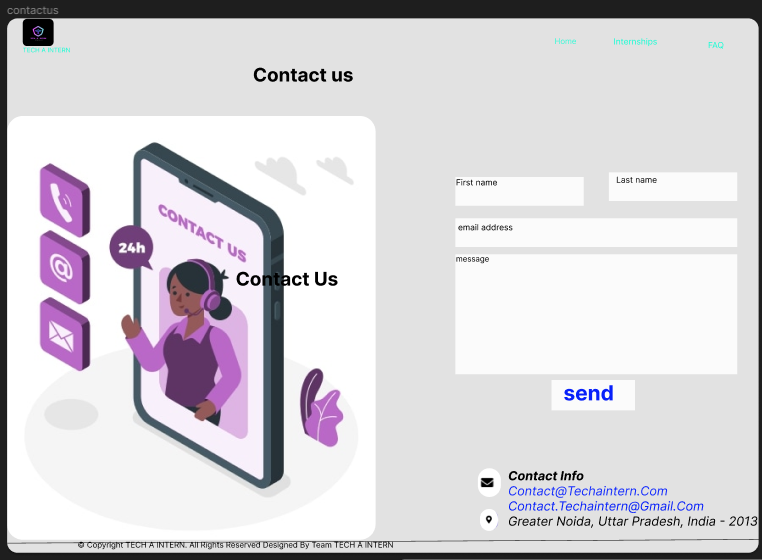 contactus
TECH A INTERN
Home
Internships
FAQ
Contact us
CONTACT US
24h
Contact Us
First name
Last name
email address
message
send
Contact Info
Contact@Techaintern.Com
Contact.Techaintern@Gmail.Com
Greater Noida, Uttar Pradesh, India - 2013
© Copyright TECH A INTERN. All Rights Reserved Designed By Team TECH A INTERN